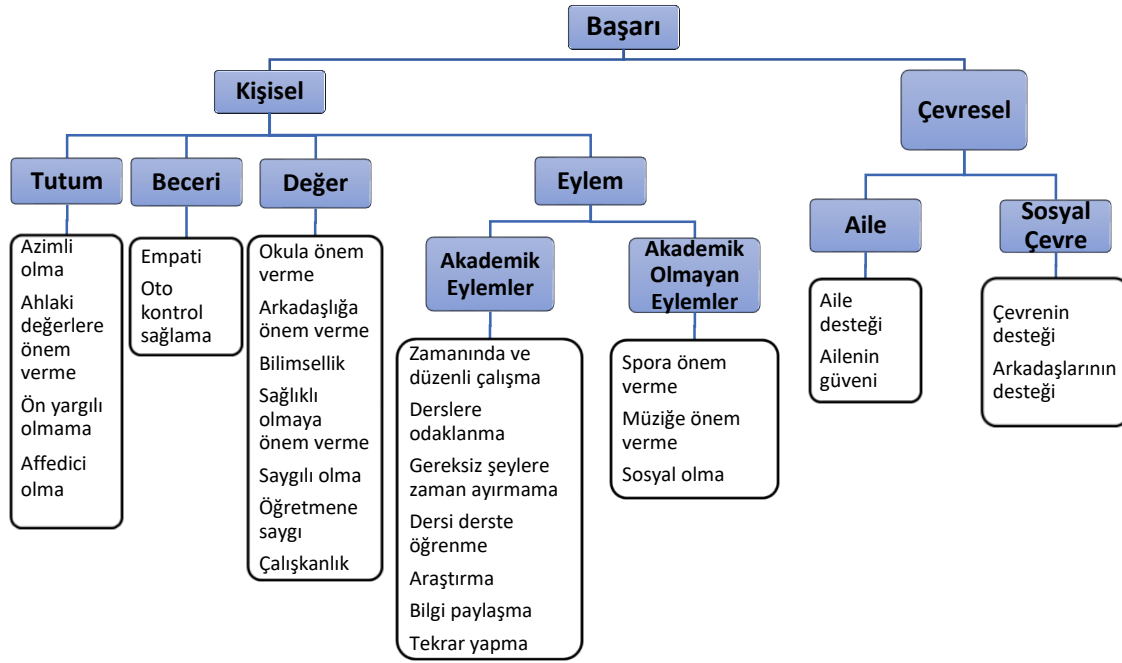 Başarı
Kişisel
Çevresel
Tutum
Beceri
Değer
Eylem
Aile
Sosyal
Çevre
Akademik
Eylemler
Akademik
Olmayan
Eylemler
Azimli
olma
Ahlaki
değerlere
önem
verme
Ön yargılı
olmama
Affedici
olma
Empati
Oto
kontrol
sağlama
Okula önem
verme
Arkadaşlığa
önem verme
Bilimsellik
Sağlıklı
olmaya
önem verme
Saygılı olma
Öğretmene
saygı
Çalışkanlık
Zamanında ve
düzenli çalışma
Derslere
odaklanma
Gereksiz şeylere
zaman ayırmama
Dersi derste
öğrenme
Araştırma
Bilgi paylaşma
Tekrar yapma
Spora önem
verme
Müziğe önem
verme
Sosyal olma
Aile
desteği
Ailenin
güveni
Çevrenin
desteği
Arkadaşlarının
desteği